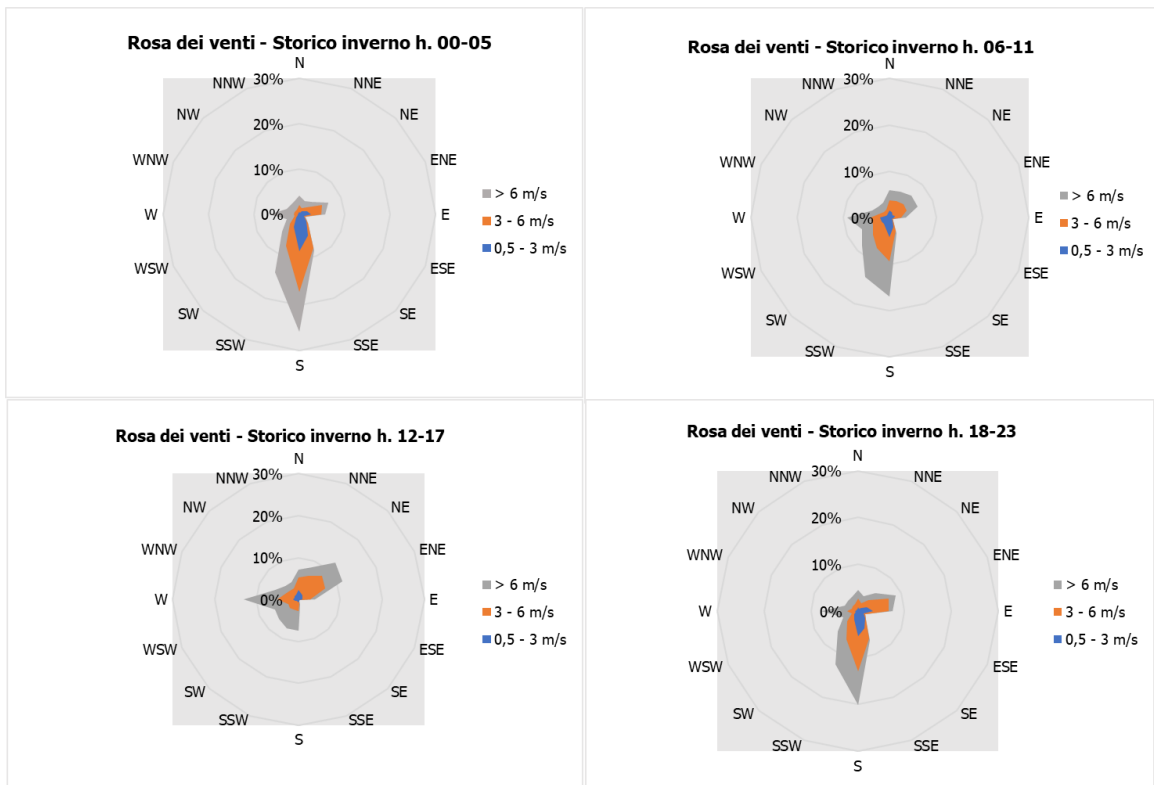 Rosa dei venti - Storico inverno h. 00-05
N
NNW
30%
NNE
NW
20%
NE
WNW
10%
ENE
W
0%
E
WSW
ESE
SW
SE
SSW
SSE
S
> 6 m/s
3 - 6 m/s
0,5 - 3 m/s
Rosa dei venti - Storico inverno h. 06-11
N
NNW
30%
NNE
NW
20%
NE
WNW
10%
ENE
W
0%
E
WSW
ESE
SW
SE
SSW
SSE
S
> 6 m/s
3 - 6 m/s
0,5 - 3 m/s
Rosa dei venti - Storico inverno h. 12-17
N
NNW
30%
NNE
NW
20%
NE
WNW
10%
ENE
W
0%
E
WSW
ESE
SW
SE
SSW
SSE
S
> 6 m/s
3 - 6 m/s
0,5 - 3 m/s
Rosa dei venti - Storico inverno h. 18-23
N
NNW
30%
NNE
NW
20%
NE
WNW
10%
ENE
W
0%
E
WSW
ESE
SW
SE
SSW
SSE
S
> 6 m/s
3 - 6 m/s
0,5 - 3 m/s